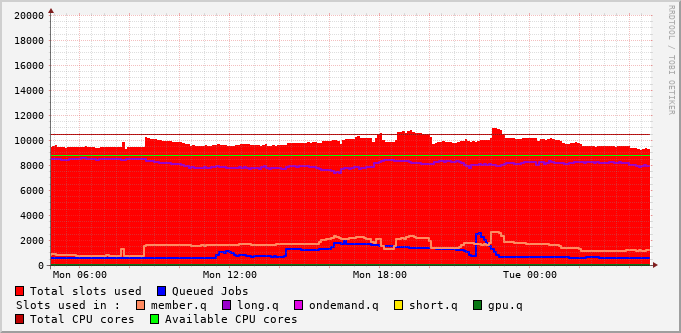 20000
18000
16000
14000
12000
10000
8000
6000
4000
2000
0
Mon 06:00 Mon 12:00 Mon 18:00 Tue 00:00
RRDTOOL / TOBI OETIKER
Total slots used Queued Jobs
Slots used in : member.q long.q ondemand.q short.q gpu.q
Total CPU cores Available CPU cores